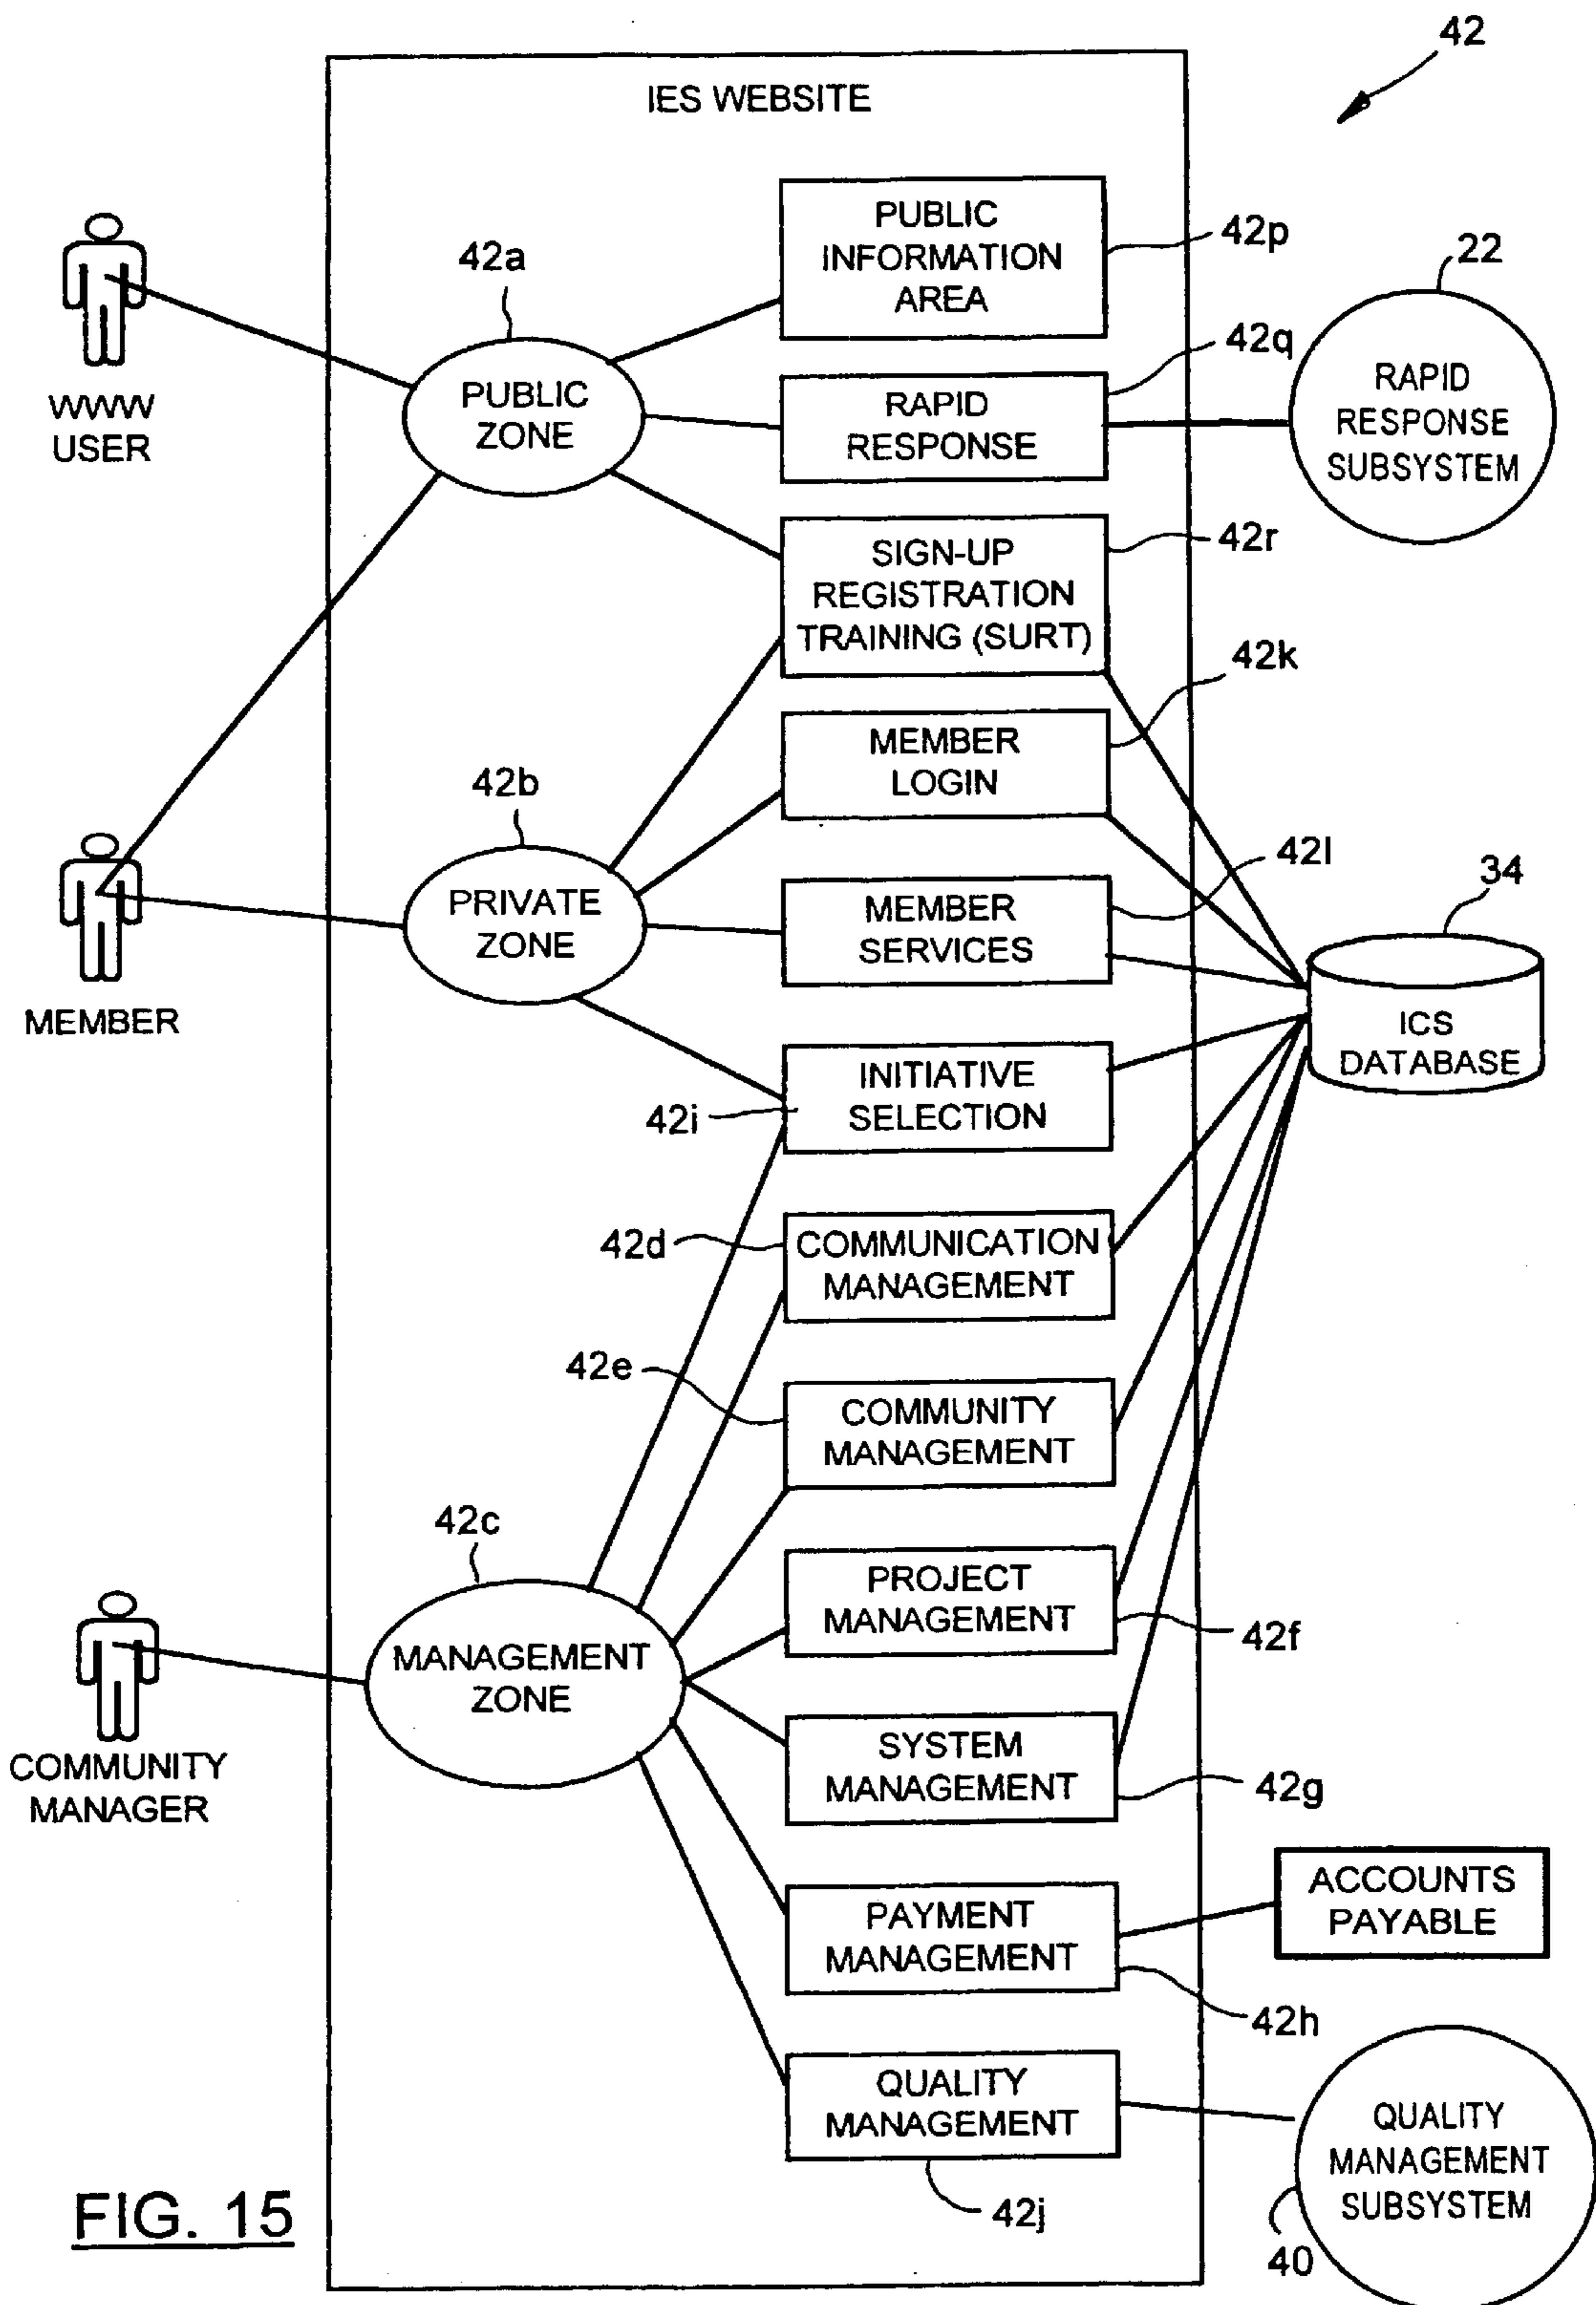 42
IES WEBSITE
PUBLIC
INFORMATION
AREA
42p
42a
22
WWW
USER
PUBLIC
ZONE
42q
RAPID
RESPONSE
RAPID
RESPONSE
SUBSYSTEM
SIGN-UP
REGISTRATION
TRAINING (SURT)
42r
42k
MEMBER
LOGIN
42b
42l
34
MEMBER
PRIVATE
ZONE
MEMBER
SERVICES
ICS
DATABASE
INITIATIVE
SELECTION
42i
42d
COMMUNICATION
MANAGEMENT
42e
COMMUNITY
MANAGEMENT
42c
PROJECT
MANAGEMENT
42f
COMMUNITY
MANAGER
MANAGEMENT
ZONE
SYSTEM
MANAGEMENT
42g
ACCOUNTS
PAYABLE
PAYMENT
MANAGEMENT
42h
QUALITY
MANAGEMENT
42j
QUALITY
MANAGEMENT
SUBSYSTEM
40
FIG. 15